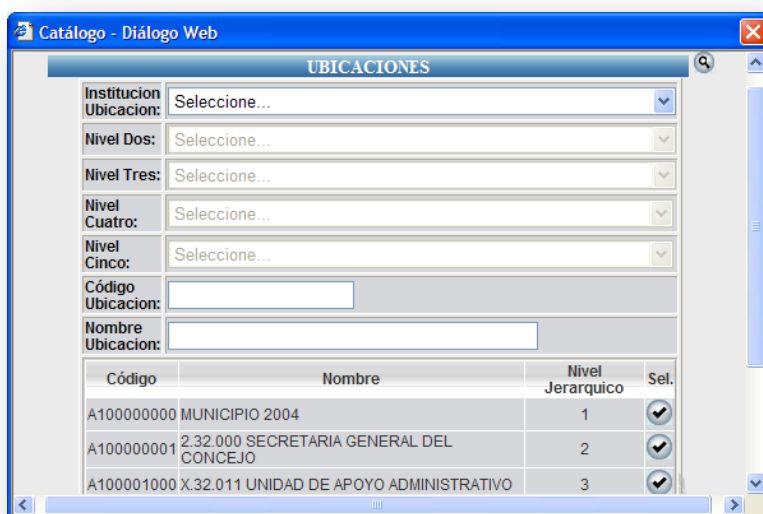 Catálogo - Diálogo Web
UBICACIONES
Institucion
Ubicacion:
Seleccione...
Nivel Dos:
Seleccione...
Nivel Tres:
Seleccione...
Nivel
Cuatro:
Seleccione...
Nivel
Cinco:
Seleccione...
Código
Ubicacion:
Nombre
Ubicacion:
Código Nombre Nivel Jerarquico Sel.
A100000000 MUNICIPIO 2004 1
A100000001 2.32.000 SECRETARIA GENERAL DEL CONCEJO 2
A100001000 X.32.011 UNIDAD DE APOYO ADMINISTRATIVO 3